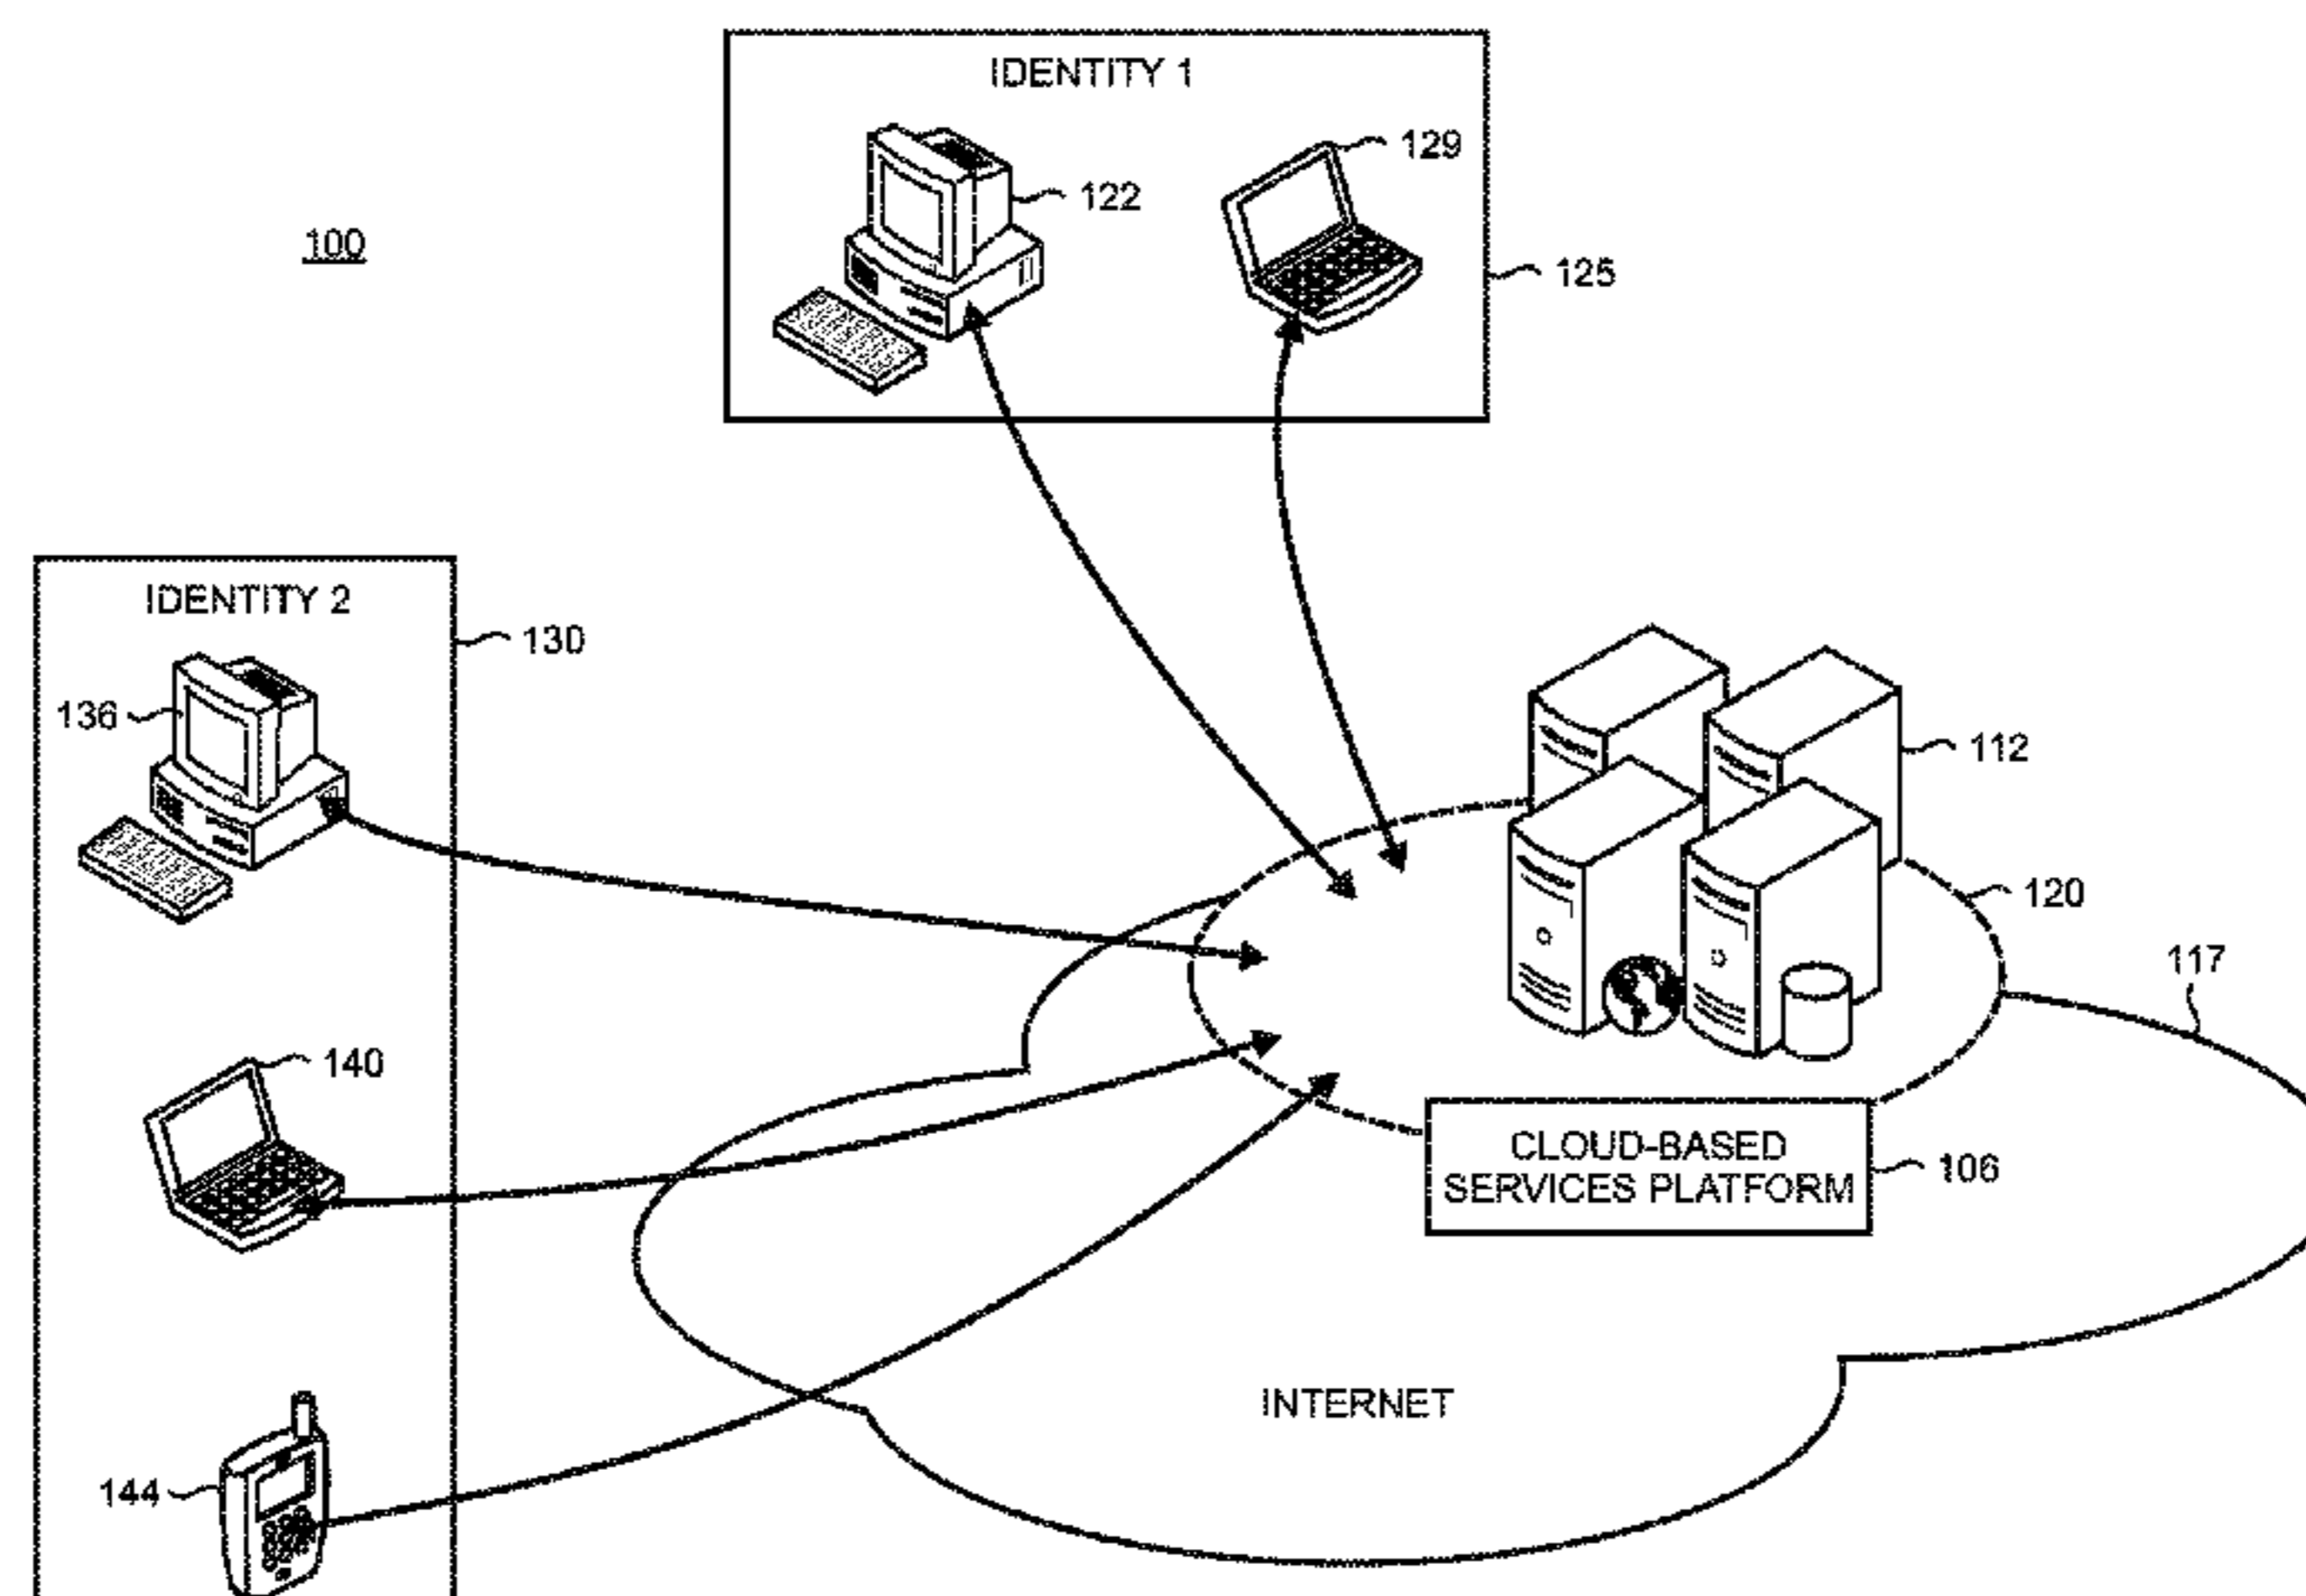 IDENTITY 1
129
122
100
125
IDENTITY 2
130
136
112
120
117
140
CLOUD-BASED
SERVICES PLATFORM
106
INTERNET
144